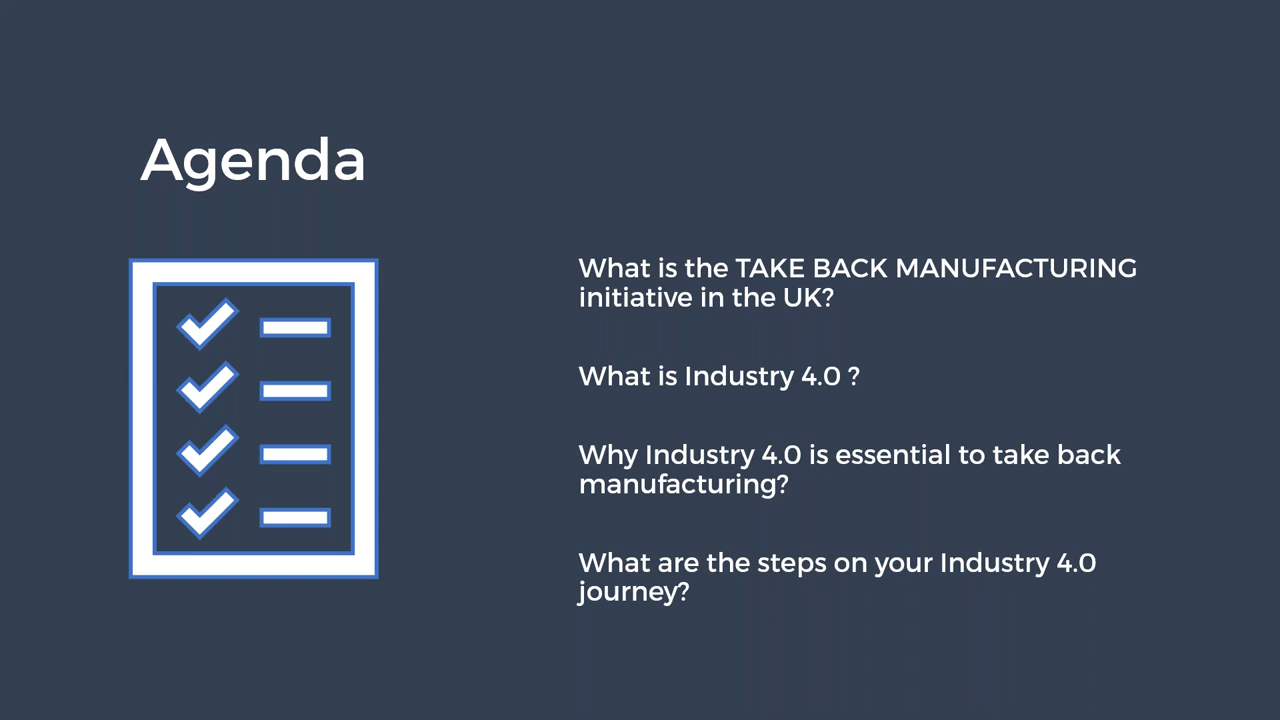 Agenda
What is the TAKE BACK MANUFACTURING
initiative in the UK?
What is Industry 4.0 ?
Why Industry 4.0 is essential to take back
manufacturing?
What are the steps on your Industry 4.0
journey?